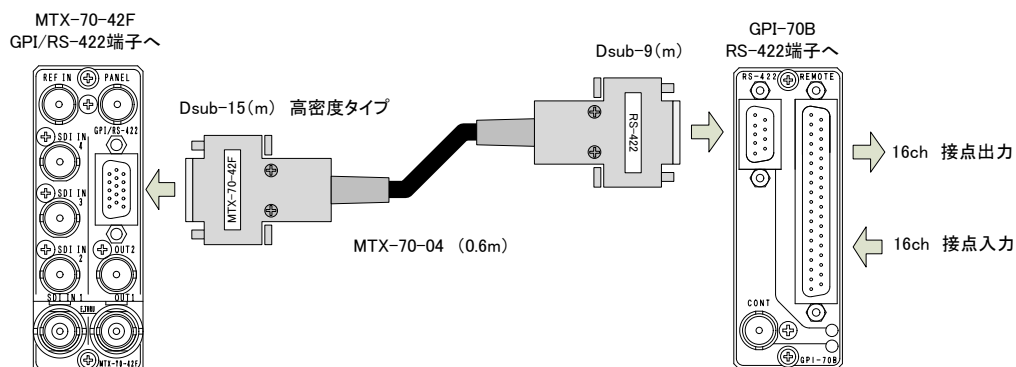 MTX-70-42F
GPI/RS-422端子へ
REF IN
PANEL
GPI/RS-422
SDI IN
4
SDI IN
3
SDI IN
2
OUT2
SDI IN 1
OUT1
E.THRU
MTX-70-42F
Dsub-15(m) 高密度タイプ
MTX-70-42F
MTX-70-04 (0.6m)
Dsub-9(m)
RS-422
GPI-70B
RS-422端子へ
RS-422
REMOTE
CONT
GPI-70B
16ch 接点出力
16ch 接点入力